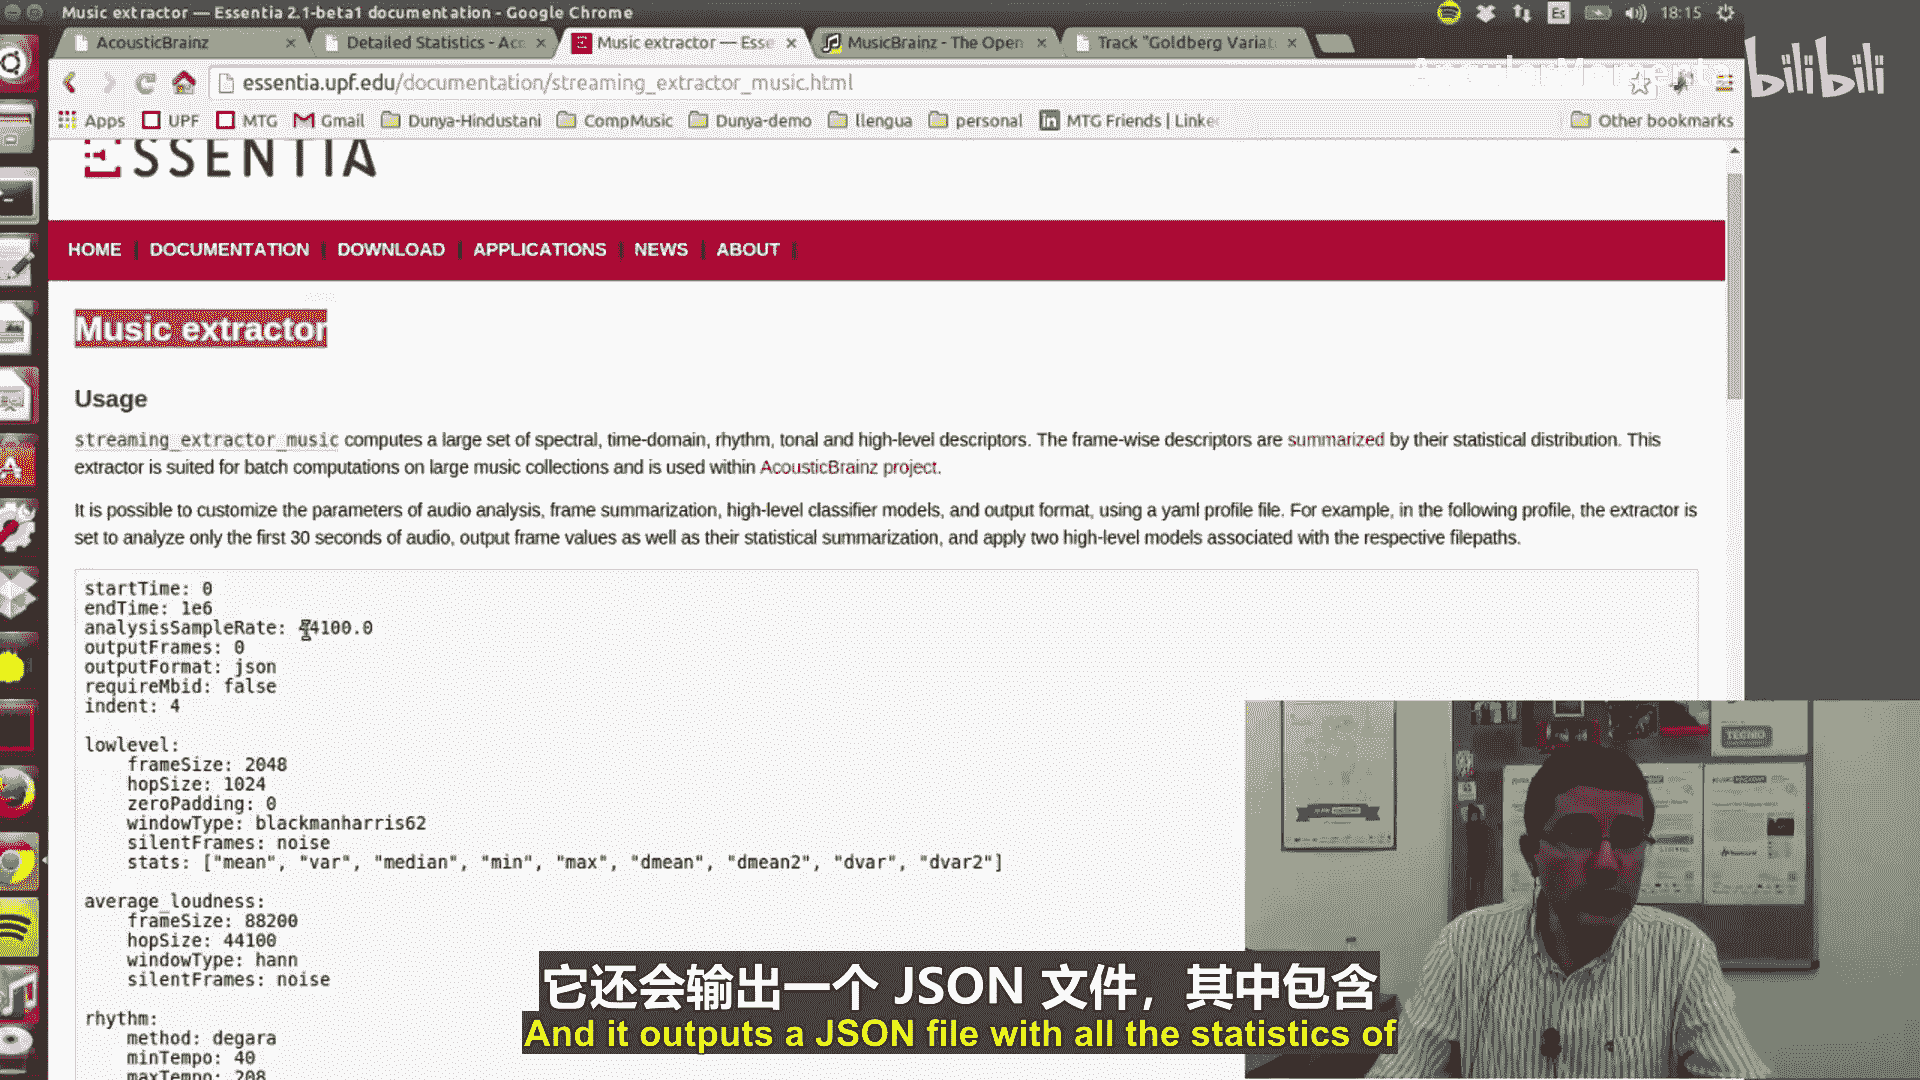 Music extractor — Essentia 2.1-beta1 documentation - Google Chrome
Es
18:15
AcousticBrainz
Detailed Statistics - Aco
Music extractor — Esse
MusicBrainz - The Open
Track "Goldberg Variat
essentia.upf.edu/documentation/streaming_extractor_music.html
bilibili
Apps UPF MTG Gmail Dunya-Hindustani CompMusic Dunya-demo llengua personal MTG Friends | Linke Other bookmarks
ESSENTIA
HOME | DOCUMENTATION | DOWNLOAD | APPLICATIONS | NEWS | ABOUT |
Music extractor
Usage
streaming_extractor_music computes a large set of spectral, time-domain, rhythm, tonal and high-level descriptors. The frame-wise descriptors are summarized by their statistical distribution. This
extractor is suited for batch computations on large music collections and is used within AcousticBrainz project.
It is possible to customize the parameters of audio analysis, frame summarization, high-level classifier models, and output format, using a yaml profile file. For example, in the following profile, the extractor is
set to analyze only the first 30 seconds of audio, output frame values as well as their statistical summarization, and apply two high-level models associated with the respective filepaths.
startTime: 0
endTime: 1e6
analysisSampleRate: 44100.0
outputFrames: 0
outputFormat: json
requireMbid: false
indent: 4
lowlevel:
frameSize: 2048
hopSize: 1024
zeroPadding: 0
windowType: blackmanharris62
silentFrames: noise
stats: ["mean", "var", "median", "min", "max", "dmean", "dmean2", "dvar", "dvar2"]
average_loudness:
frameSize: 88200
hopSize: 44100
windowType: hann
silentFrames: noise
rhythm:
method: degara
minTempo: 40
maxTempo: 208
TECNIO
它还会输出一个 JSON 文件，其中包含
And it outputs a JSON file with all the statistics of